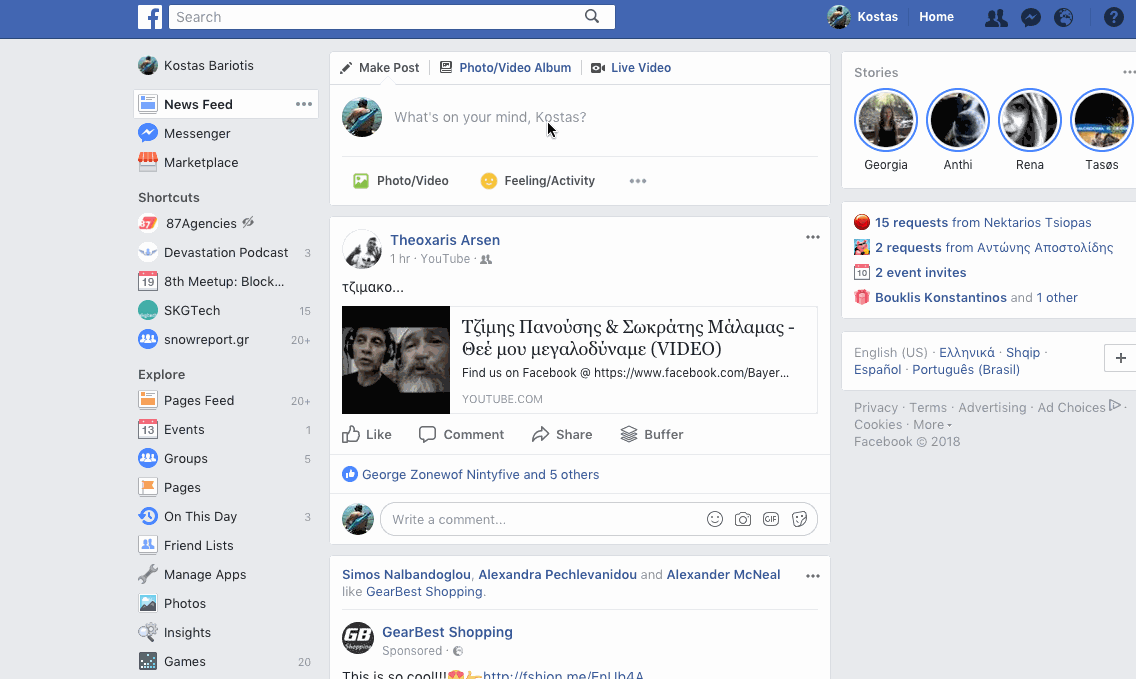 Search
Kostas
Home
Kostas Bariotis
News Feed
Messenger
Marketplace
Shortcuts
87Agencies
Devastation Podcast 3
19 8th Meetup: Block...
SKGTech 15
snowreport.gr 20+
Explore
Pages Feed 20+
13 Events 1
Groups 5
Pages
On This Day 3
Friend Lists
Manage Apps
Photos
Insights
Games 20
Make Post
Photo/Video Album
Live Video
What's on your mind, Kostas?
Photo/Video
Feeling/Activity
Theoxaris Arsen
1 hr · YouTube ·
τζιμακο...
Τζίμης Πανούσης & Σωκράτης Μάλαμας -
Θεέ μου μεγαλοδύναμε (VIDEO)
Find us on Facebook @ https://www.facebook.com/Bayer...
YOUTUBE.COM
Like
Comment
Share
Buffer
George Zonewof Nintyfive and 5 others
Write a comment...
GIF
Simos Nalbandoglou, Alexandra Pechlevanidou and Alexander McNeal
like GearBest Shopping.
GB
Shopping
GearBest Shopping
Sponsored ·
This is so cool!!!😍👉http://fshion.me/EnUb4A
Stories
Georgia
Anthi
Rena
Tasøs
15 requests from Nektarios Tsiopas
2 requests from Αντώνης Αποστολίδης
10 2 event invites
Bouklis Konstantinos and 1 other
English (US) · Ελληνικά · Shqip ·
Español · Português (Brasil)
+
Privacy · Terms · Advertising · Ad Choices ·
Cookies · More
Facebook © 2018